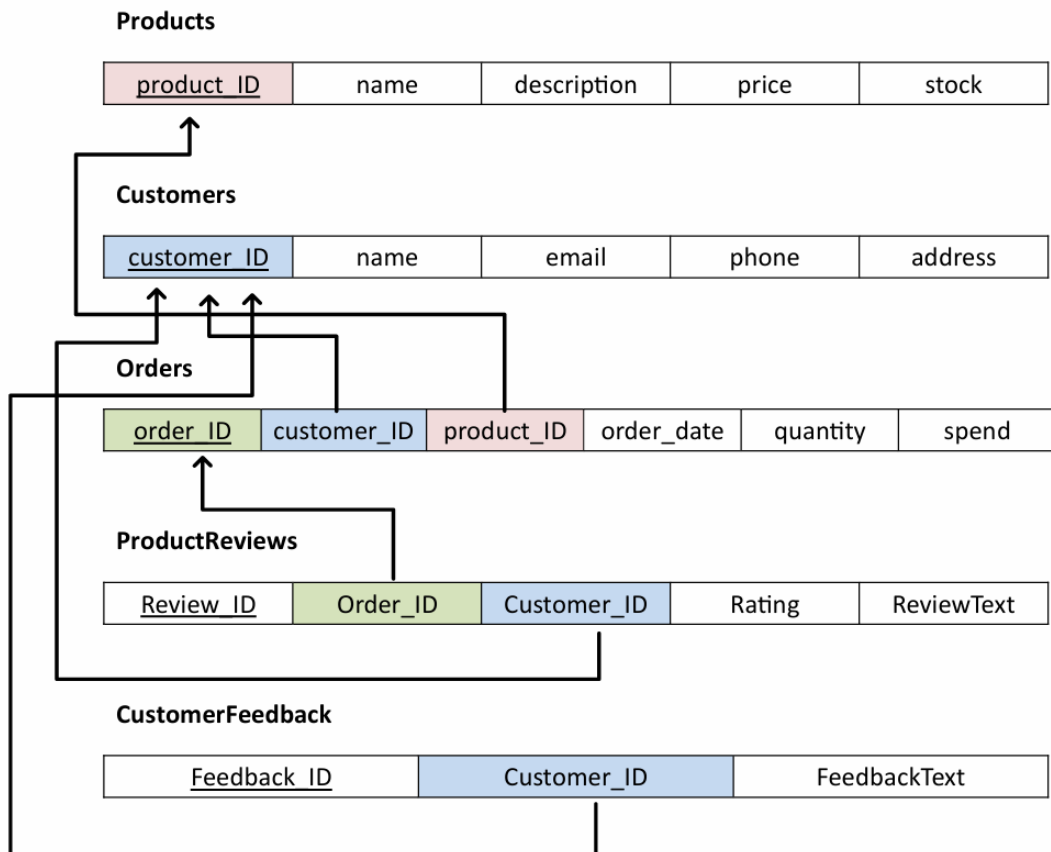 Products
product_ID name description price stock
Customers
customer_ID name email phone address
Orders
order_ID customer_ID product_ID order_date quantity spend
ProductReviews
Review_ID Order_ID Customer_ID Rating ReviewText
CustomerFeedback
Feedback_ID Customer_ID FeedbackText